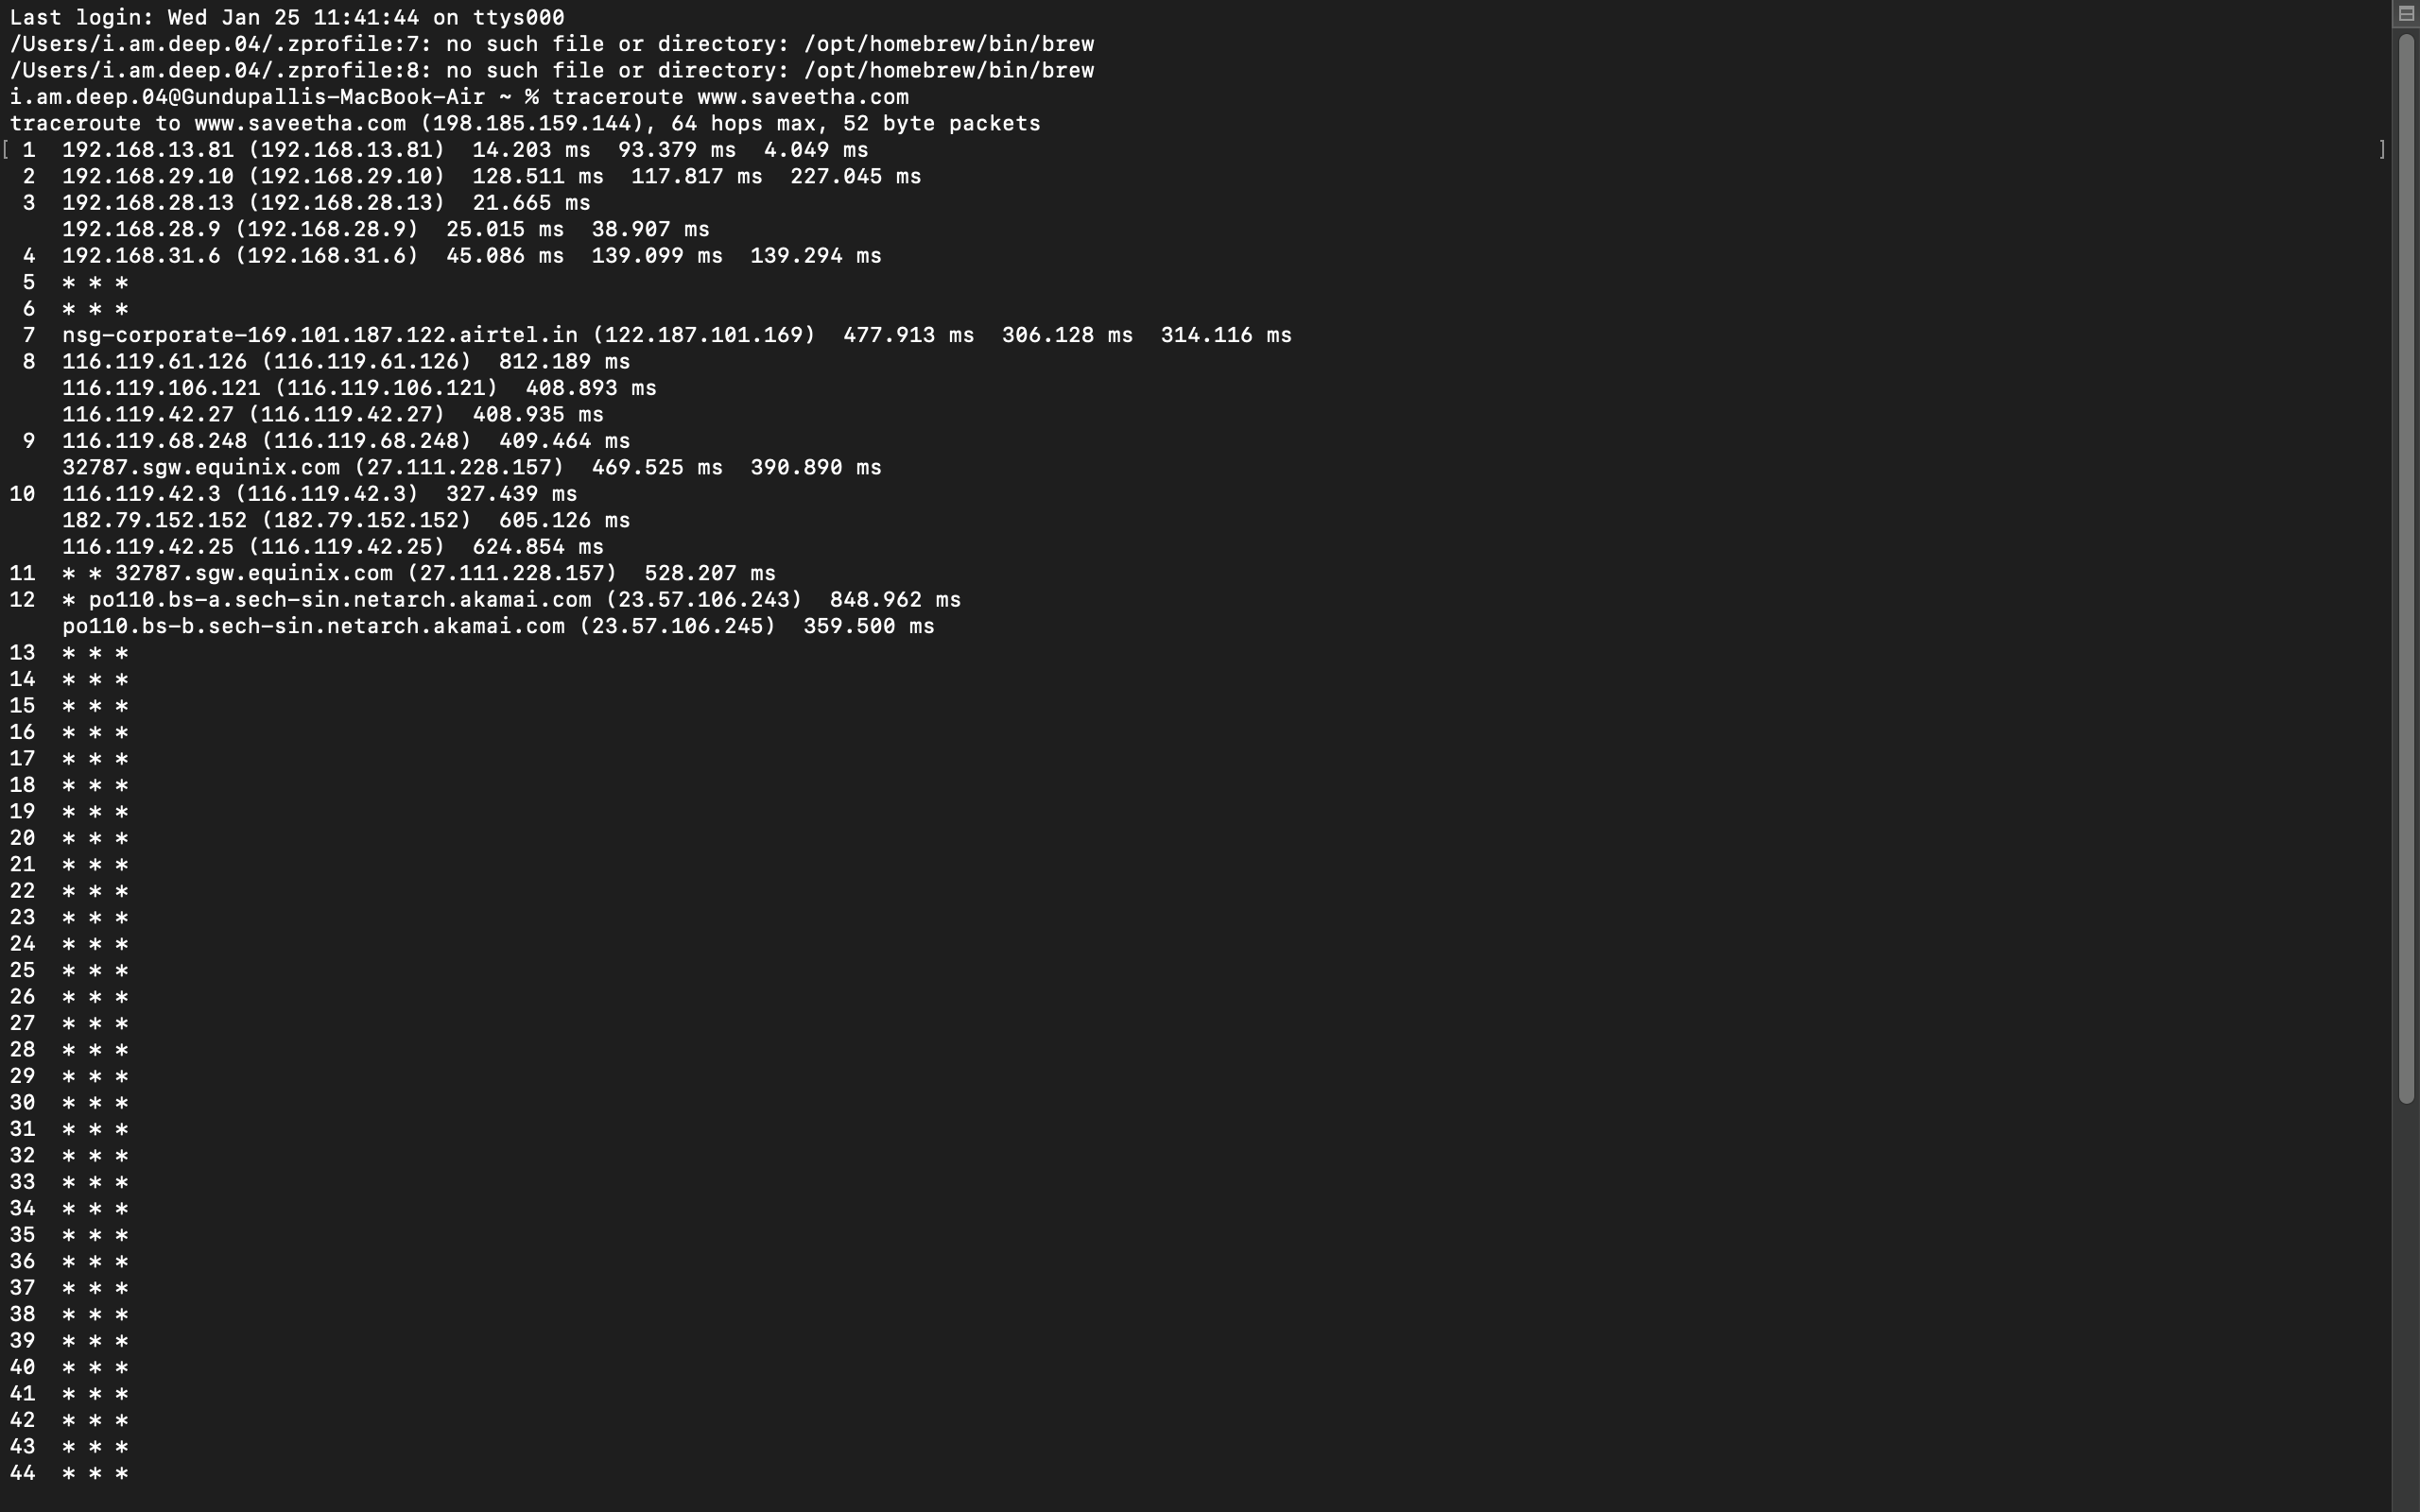 Last login: Wed Jan 25 11:41:44 on ttys000
/Users/i.am.deep.04/.zprofile:7: no such file or directory: /opt/homebrew/bin/brew
/Users/i.am.deep.04/.zprofile:8: no such file or directory: /opt/homebrew/bin/brew
i.am.deep.04@Gundupallis-MacBook-Air ~ % traceroute www.saveetha.com
traceroute to www.saveetha.com (198.185.159.144), 64 hops max, 52 byte packets
[ 1  192.168.13.81 (192.168.13.81)  14.203 ms  93.379 ms  4.049 ms ]
 2  192.168.29.10 (192.168.29.10)  128.511 ms  117.817 ms  227.045 ms
 3  192.168.28.13 (192.168.28.13)  21.665 ms
    192.168.28.9 (192.168.28.9)  25.015 ms  38.907 ms
 4  192.168.31.6 (192.168.31.6)  45.086 ms  139.099 ms  139.294 ms
 5  * * *
 6  * * *
 7  nsg-corporate-169.101.187.122.airtel.in (122.187.101.169)  477.913 ms  306.128 ms  314.116 ms
 8  116.119.61.126 (116.119.61.126)  812.189 ms
    116.119.106.121 (116.119.106.121)  408.893 ms
    116.119.42.27 (116.119.42.27)  408.935 ms
 9  116.119.68.248 (116.119.68.248)  409.464 ms
    32787.sgw.equinix.com (27.111.228.157)  469.525 ms  390.890 ms
10  116.119.42.3 (116.119.42.3)  327.439 ms
    182.79.152.152 (182.79.152.152)  605.126 ms
    116.119.42.25 (116.119.42.25)  624.854 ms
11  * * 32787.sgw.equinix.com (27.111.228.157)  528.207 ms
12  * po110.bs-a.sech-sin.netarch.akamai.com (23.57.106.243)  848.962 ms
    po110.bs-b.sech-sin.netarch.akamai.com (23.57.106.245)  359.500 ms
13  * * *
14  * * *
15  * * *
16  * * *
17  * * *
18  * * *
19  * * *
20  * * *
21  * * *
22  * * *
23  * * *
24  * * *
25  * * *
26  * * *
27  * * *
28  * * *
29  * * *
30  * * *
31  * * *
32  * * *
33  * * *
34  * * *
35  * * *
36  * * *
37  * * *
38  * * *
39  * * *
40  * * *
41  * * *
42  * * *
43  * * *
44  * * *